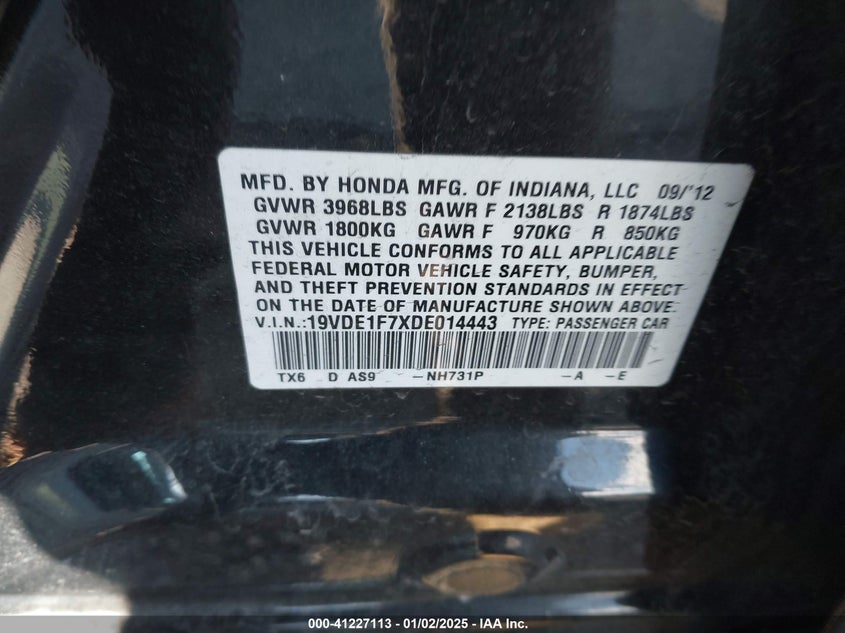 MFD. BY HONDA MFG. OF INDIANA, LLC 09/'12
GVWR 3968LBS GAWR F 2138LBS R 1874LBS
GVWR 1800KG GAWR F 970KG R 850KG
THIS VEHICLE CONFORMS TO ALL APPLICABLE
FEDERAL MOTOR VEHICLE SAFETY, BUMPER,
AND THEFT PREVENTION STANDARDS IN EFFECT
ON THE DATE OF MANUFACTURE SHOWN ABOVE.
V.I.N.:19VDE1F7XDE014443 TYPE: PASSENGER CAR
TX6 D AS9 -NH731P -A -E
000-41227113 - 01/02/2025 - IAA Inc.